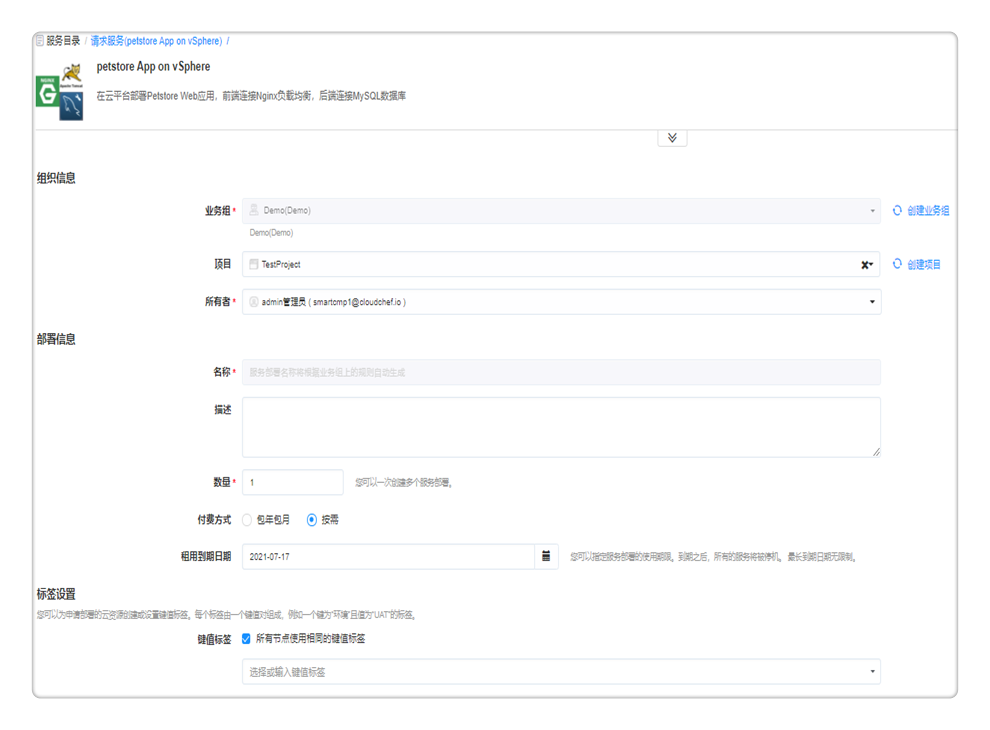 服务目录 / 请求服务(petstore App on vSphere) /
petstore App on vSphere
在云平台部署Petstore Web应用，前端连接Nginx负载均衡，后端连接MySQL数据库
组织信息
业务组 * Demo(Demo) 创建业务组
Demo(Demo)
项目 TestProject 创建项目
所有者 * admin管理员 ( smartcmp1@cloudchef.io )
部署信息
名称 * 服务部署名称将根据业务组上的规则自动生成
描述
数量 * 1 您可以一次创建多个服务部署。
付费方式 包年包月 按需
租用到期日期 2021-07-17 您可以指定服务部署的使用期限。到期之后，所有的服务将被停机。 最长到期日期无限制。
标签设置
您可以为申请部署的云资源创建或设置键值标签。每个标签由一个键值对组成，例如一个键为“环境”且值为“UAT”的标签。
键值标签 所有节点使用相同的键值标签
选择或输入键值标签